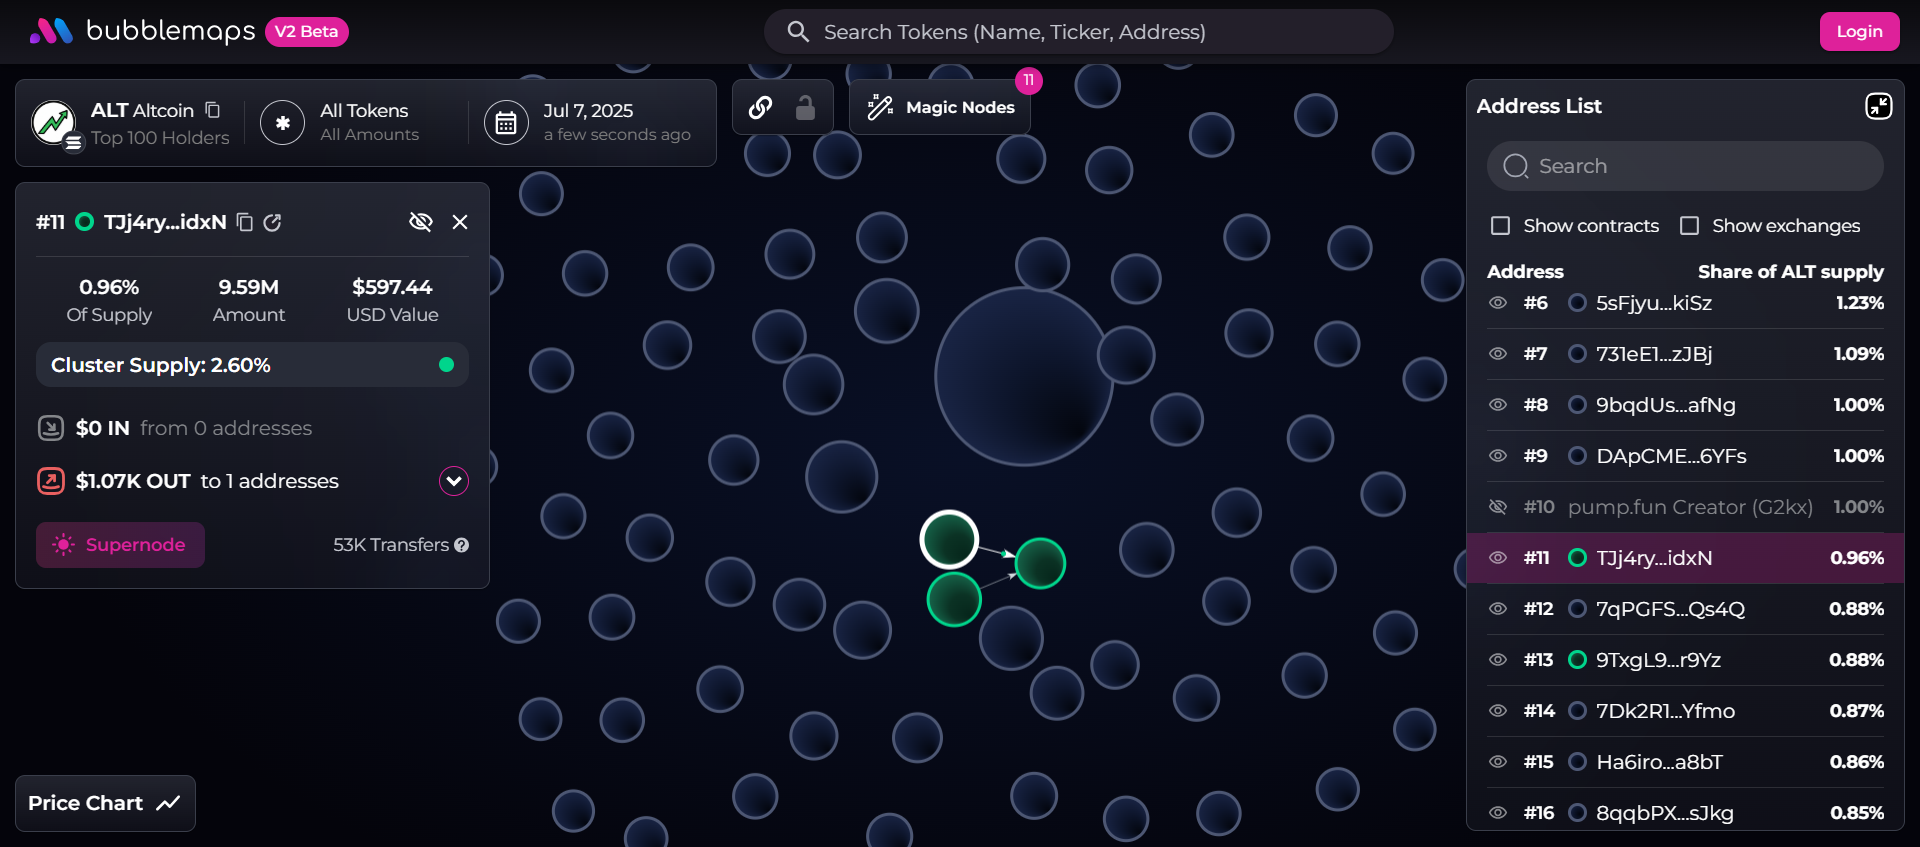 bubblemaps V2 Beta
Search Tokens (Name, Ticker, Address)
Login
ALT Altcoin
Top 100 Holders
All Tokens
All Amounts
Jul 7, 2025
a few seconds ago
Magic Nodes
11
#11 TJj4ry...idxN
0.96% 9.59M $597.44
Of Supply Amount USD Value
Cluster Supply: 2.60%
$0 IN from 0 addresses
$1.07K OUT to 1 addresses
Supernode 53K Transfers
Price Chart
Address List
Search
Show contracts Show exchanges
Address Share of ALT supply
#6 5sFjyu...kiSz 1.23%
#7 731eE1...zJBj 1.09%
#8 9bqdUs...afNg 1.00%
#9 DApCME...6YFs 1.00%
#10 pump.fun Creator (G2kx) 1.00%
#11 TJj4ry...idxN 0.96%
#12 7qPGFS...Qs4Q 0.88%
#13 9TxgL9...r9Yz 0.88%
#14 7Dk2R1...Yfmo 0.87%
#15 Ha6iro...a8bT 0.86%
#16 8qqbPX...sJkg 0.85%